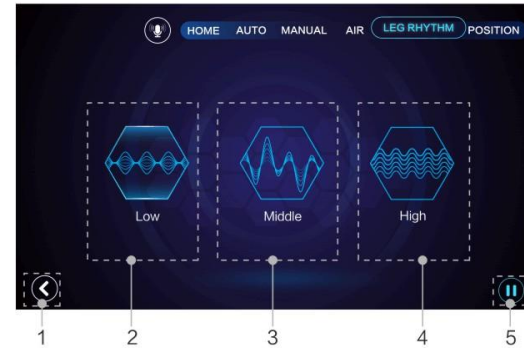 HOME AUTO MANUAL AIR LEG RHYTHM POSITION
Low Middle High
1 2 3 4 5